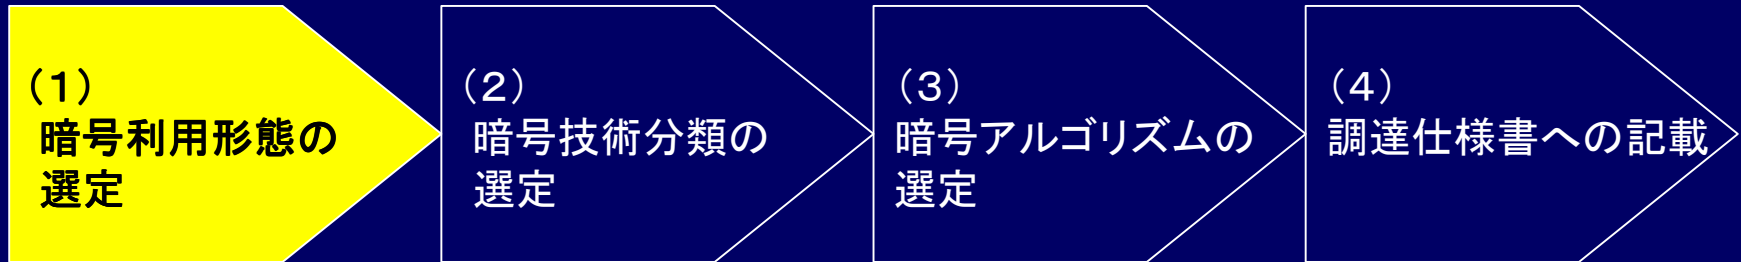 （1）
暗号利用形態の
選定
（2）
暗号技術分類の
選定
（3）
暗号アルゴリズムの
選定
（4）
調達仕様書への記載